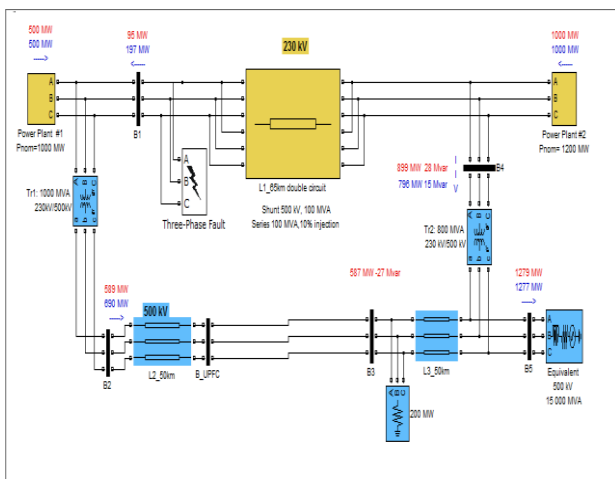 500 MW
500 MW
95 MW
197 MW
230 kV
1000 MW
1000 MW
A
B
C
Power Plant #1
Pnom=1000 MW
B1
A
B
C
Three-Phase Fault
L1_65km double circuit
Shunt 500 kV, 100 MVA
Series 100 MVA,10% injection
A
B
C
Power Plant #2
Pnom= 1200 MW
899 MW 28 Mvar
796 MW 15 Mvar
V
B4
Tr1: 1000 MVA
230kV/500kV
A B C
a b c
Tr2: 800 MVA
230 kV/500 kV
A B C
a b c
589 MW
690 MW
500 kV
587 MW -27 Mvar
1279 MW
1277 MW
B2
L2_50km
B_UPFC
B3
L3_50km
B5
A
B
C
Equivalent
500 kV
15 000 MVA
A B C
200 MW